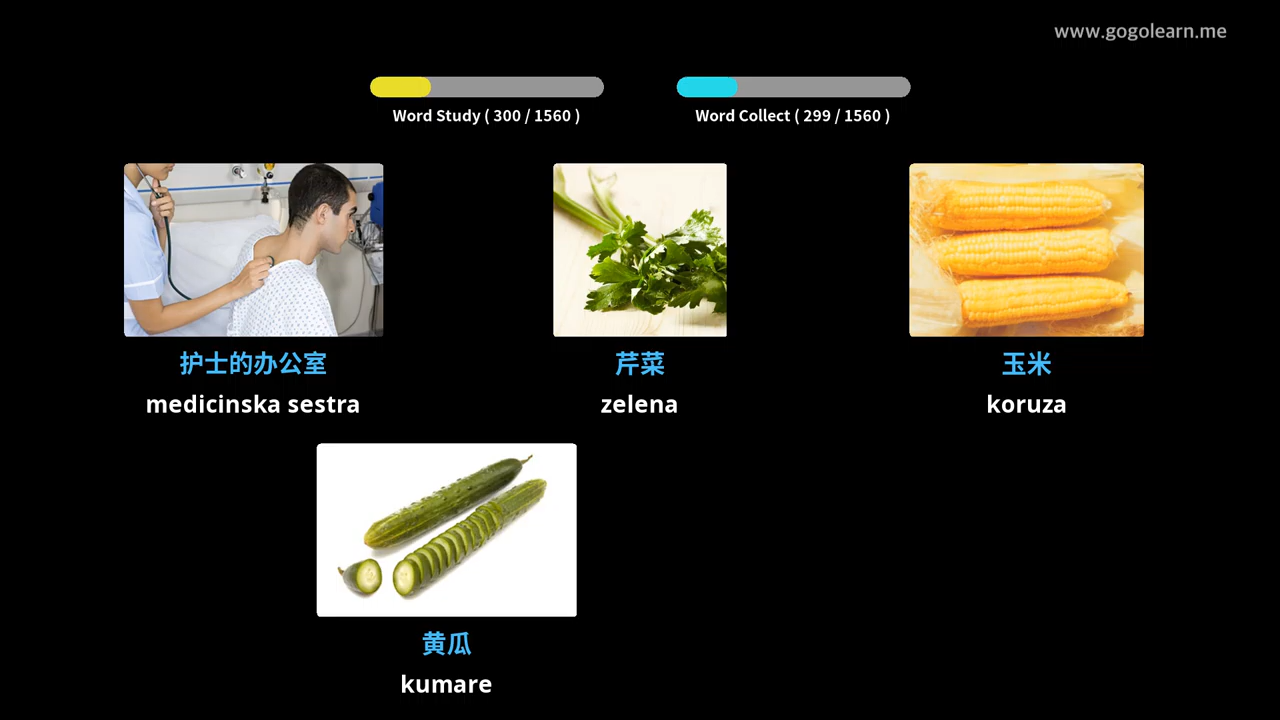 www.gogolearn.me
Word Study ( 300 / 1560 )
Word Collect ( 299 / 1560 )
护士的办公室
芹菜
玉米
medicinska sestra
zelena
koruza
黄瓜
kumare